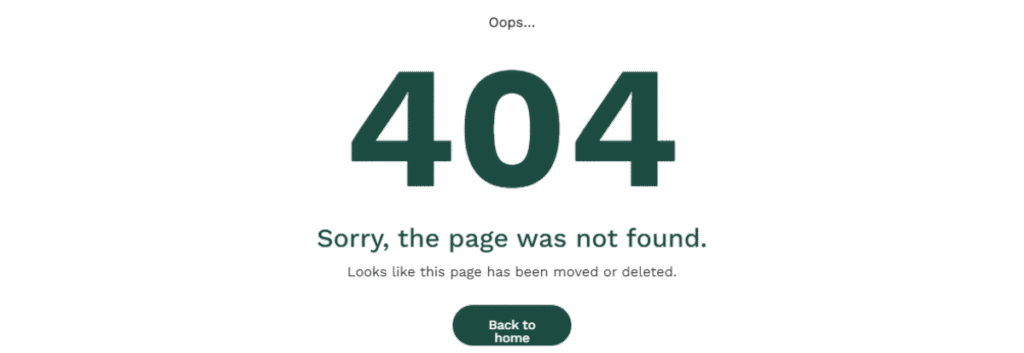 Oops...
404
Sorry, the page was not found.
Looks like this page has been moved or deleted.
Back to
home